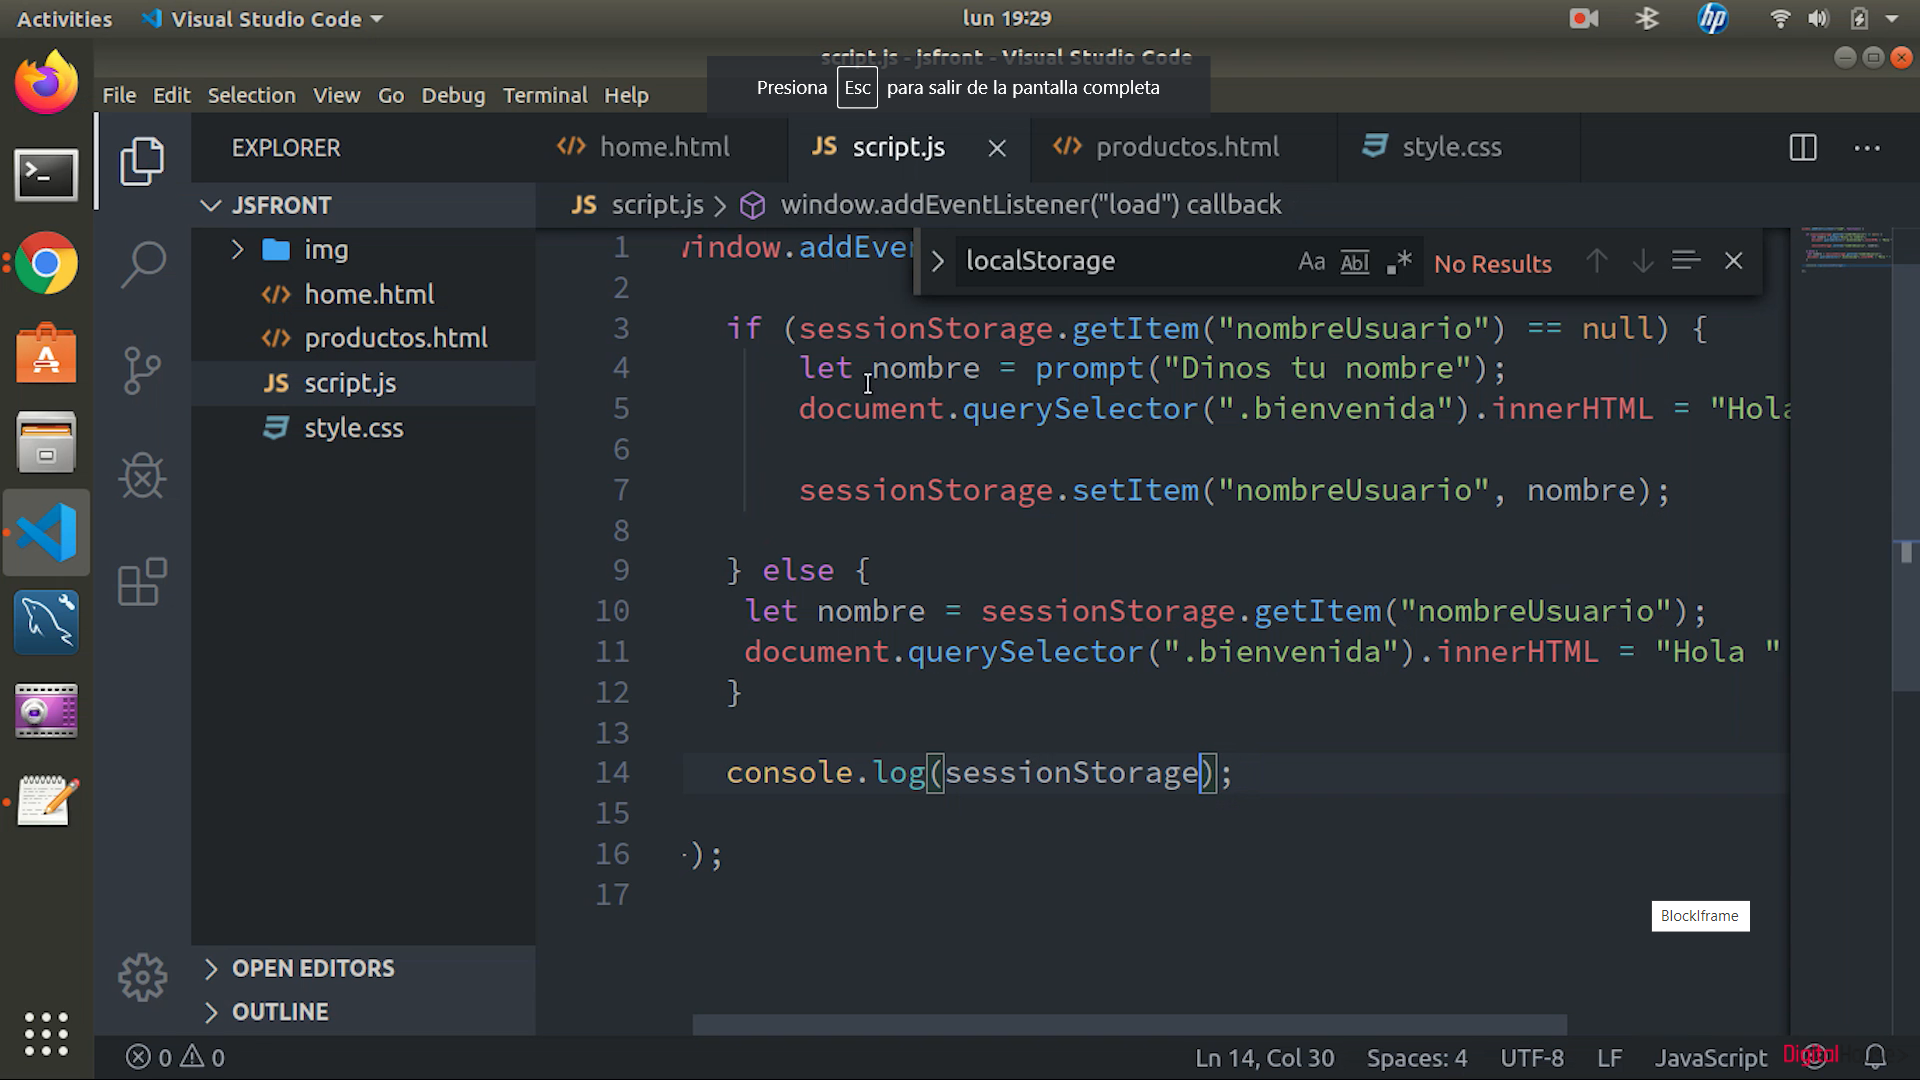 Activities
Visual Studio Code
lun 19:29
hp
script.js - jsfront - Visual Studio Code
Presiona Esc para salir de la pantalla completa
File Edit Selection View Go Debug Terminal Help
EXPLORER
home.html
JS script.js
productos.html
style.css
JSFRONT
JS script.js > window.addEventListener("load") callback
img
home.html
productos.html
JS script.js
style.css
localStorage
Aa Abl .* No Results
1 window.addEve
2
3 if (sessionStorage.getItem("nombreUsuario") == null) {
4 let nombre = prompt("Dinos tu nombre");
5 document.querySelector(".bienvenida").innerHTML = "Hola
6
7 sessionStorage.setItem("nombreUsuario", nombre);
8
9 } else {
10 let nombre = sessionStorage.getItem("nombreUsuario");
11 document.querySelector(".bienvenida").innerHTML = "Hola "
12 }
13
14 console.log(sessionStorage);
15
16 );
17
BlockIframe
OPEN EDITORS
OUTLINE
0 0
Ln 14, Col 30 Spaces: 4 UTF-8 LF JavaScript
Digital